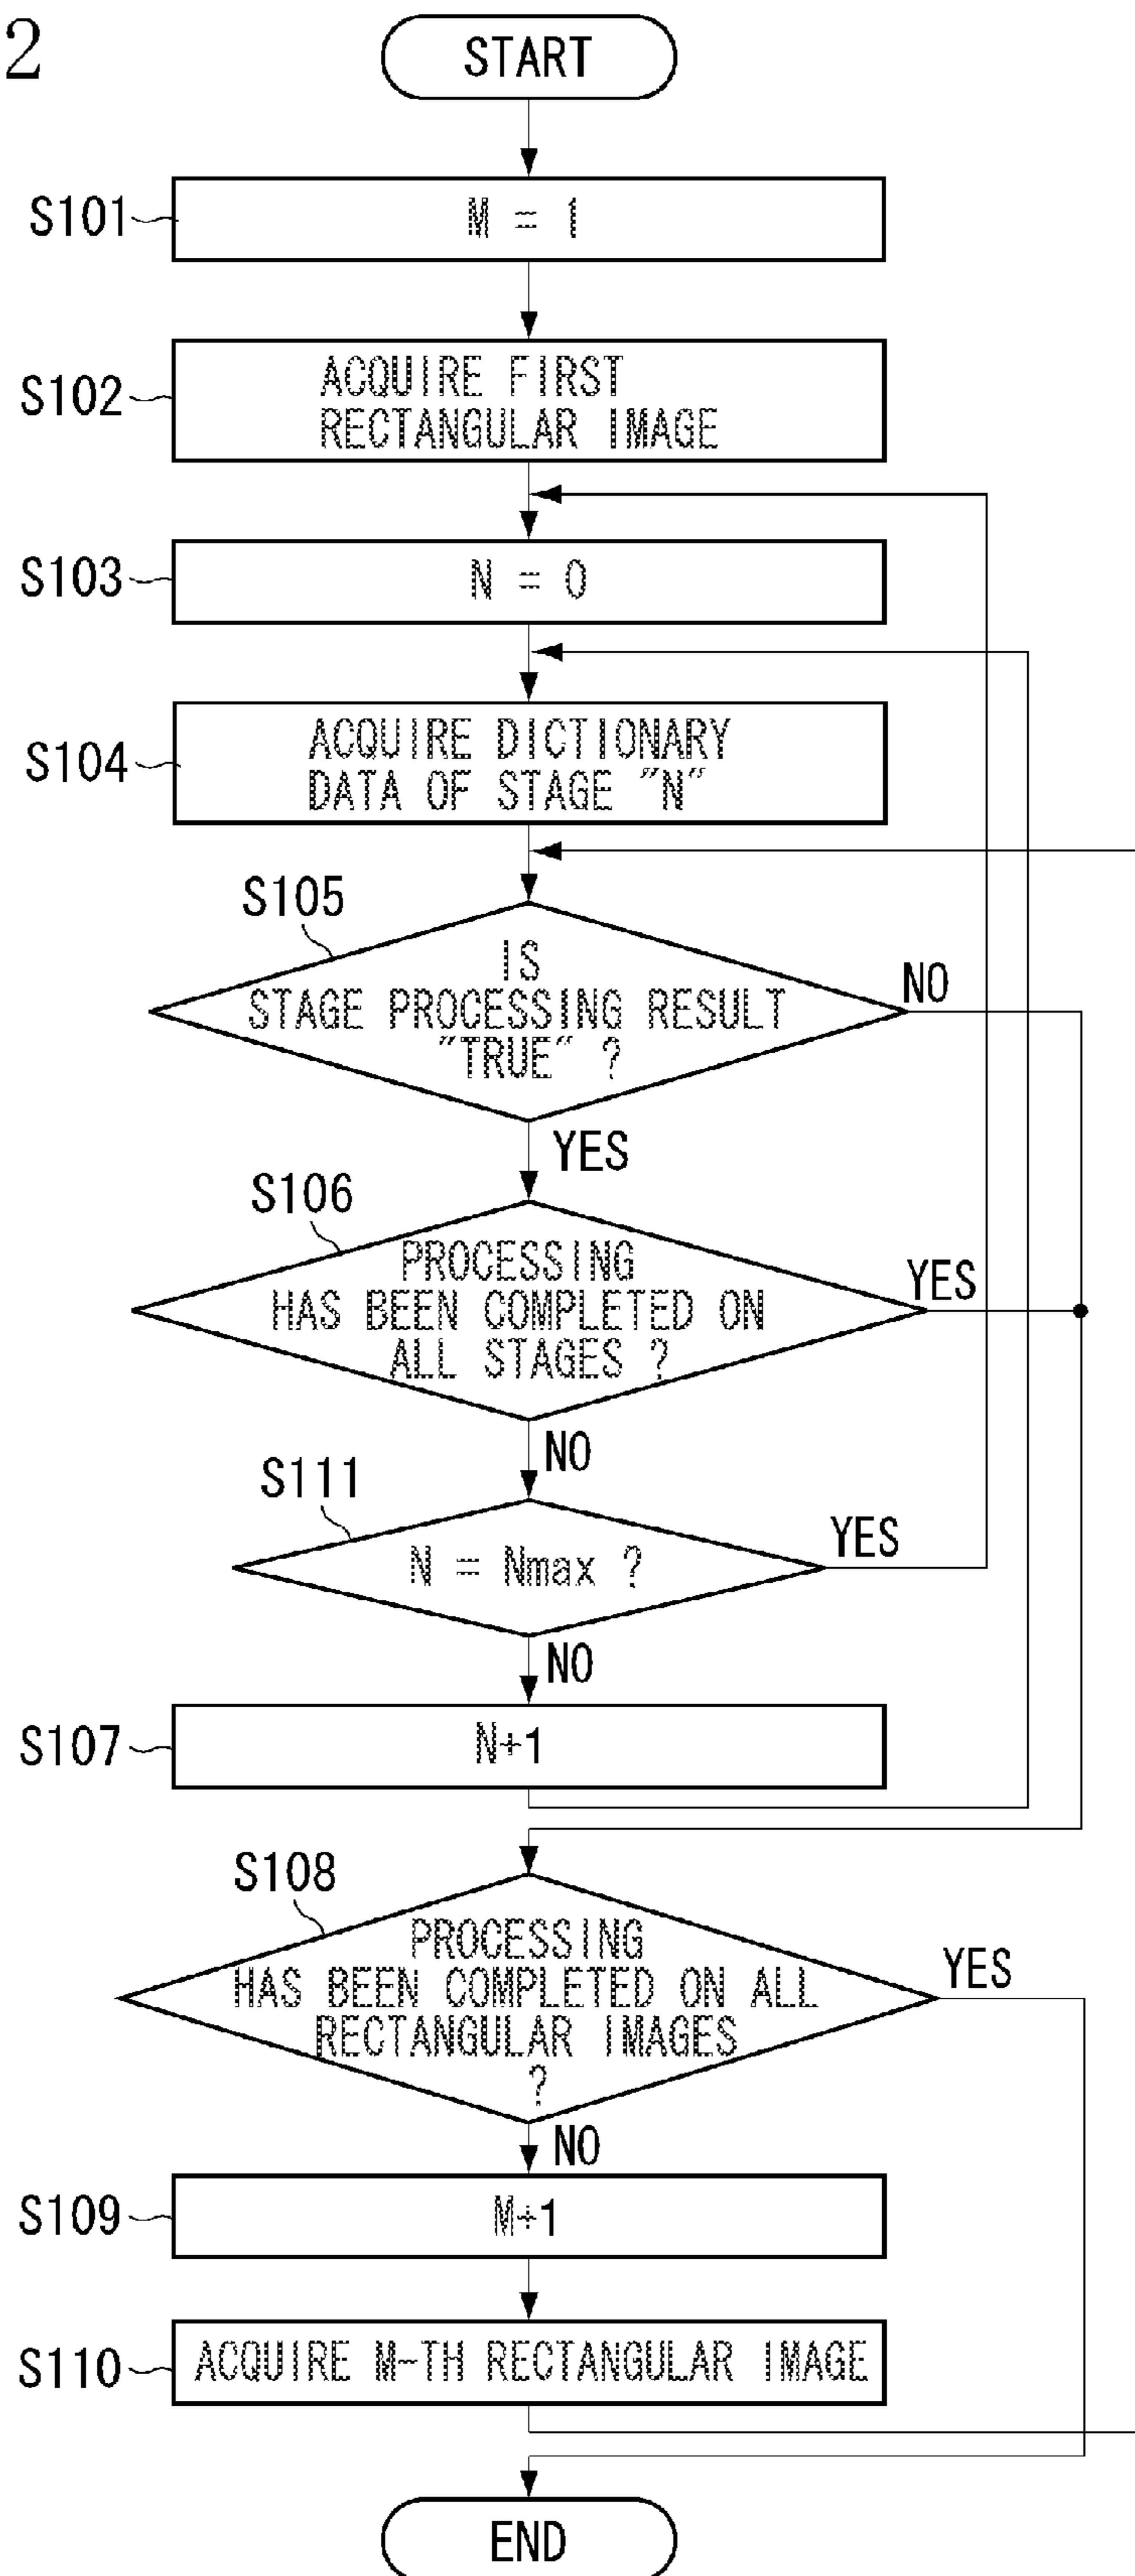 2
START
S101
M = 1
S102
ACQUIRE FIRST
RECTANGULAR IMAGE
S103
N = 0
S104
ACQUIRE DICTIONARY
DATA OF STAGE "N"
S105
IS
STAGE PROCESSING RESULT
"TRUE" ?
NO
YES
S106
PROCESSING
HAS BEEN COMPLETED ON
ALL STAGES ?
YES
NO
S111
N = Nmax ?
YES
NO
S107
N+1
S108
PROCESSING
HAS BEEN COMPLETED ON ALL
RECTANGULAR IMAGES
?
YES
NO
S109
M+1
S110
ACQUIRE M-TH RECTANGULAR IMAGE
END